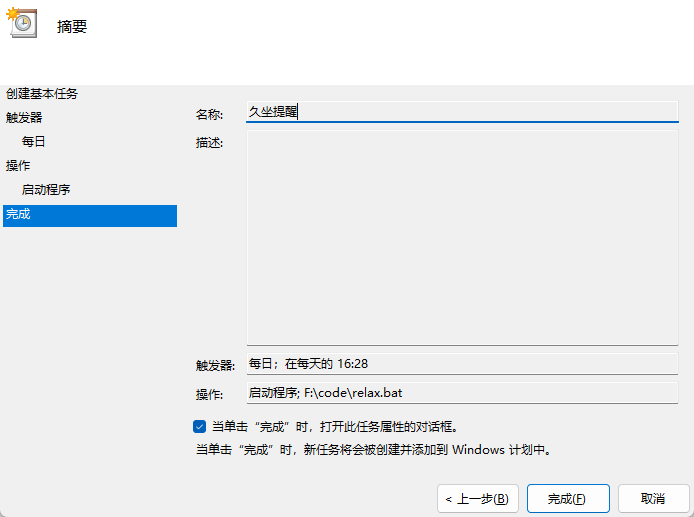 摘要
创建基本任务
触发器
每日
操作
启动程序
完成
名称: 久坐提醒
描述:
触发器: 每日；在每天的 16:28
操作: 启动程序; F:\code\relax.bat
当单击“完成”时，打开此任务属性的对话框。
当单击“完成”时，新任务将会被创建并添加到 Windows 计划中。
< 上一步(B) 完成(F) 取消